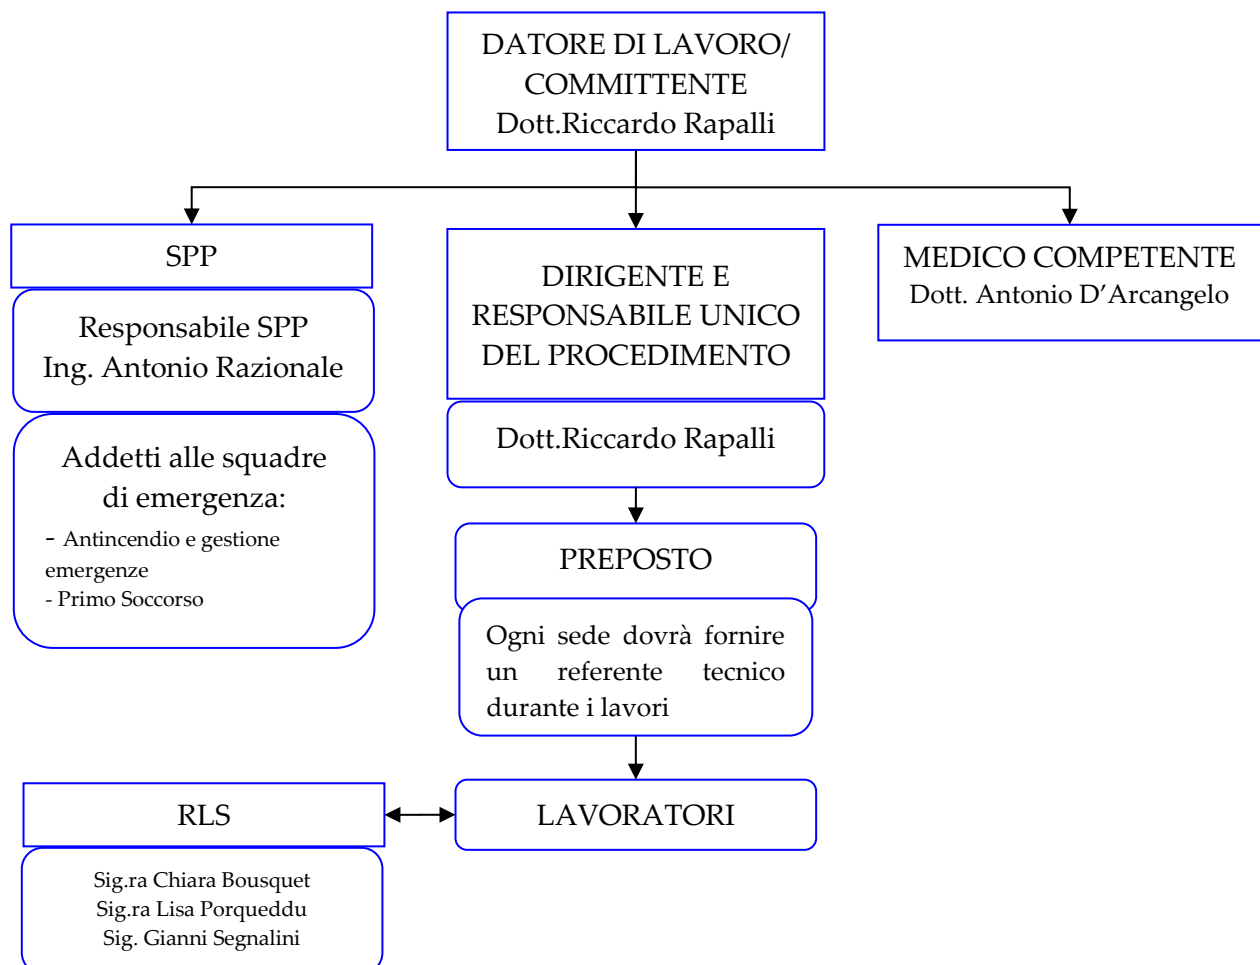 DATORE DI LAVORO/
COMMITTENTE
Dott.Riccardo Rapalli
SPP
Responsabile SPP
Ing. Antonio Razionale
Addetti alle squadre
di emergenza:
- Antincendio e gestione
emergenze
- Primo Soccorso
DIRIGENTE E
RESPONSABILE UNICO
DEL PROCEDIMENTO
Dott.Riccardo Rapalli
MEDICO COMPETENTE
Dott. Antonio D’Arcangelo
PREPOSTO
Ogni sede dovrà fornire
un referente tecnico
durante i lavori
RLS
LAVORATORI
Sig.ra Chiara Bousquet
Sig.ra Lisa Porqueddu
Sig. Gianni Segnalini